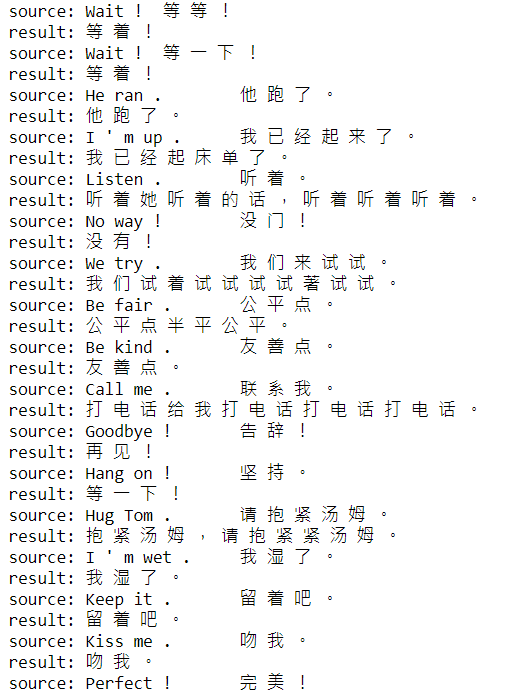 source: Wait ! 等 等 !
result: 等 着 !
source: Wait ! 等 一 下 !
result: 等 着 !
source: He ran . 他 跑 了 。
result: 他 跑 了 。
source: I ' m up . 我 已 经 起 来 了 。
result: 我 已 经 起 床 单 了 。
source: Listen . 听 着 。
result: 听 着 她 听 着 的 话 , 听 着 听 着 听 着 。
source: No way ! 没 门 !
result: 没 有 !
source: We try . 我 们 来 试 试 。
result: 我 们 试 着 试 试 试 试 著 试 试 。
source: Be fair . 公 平 点 。
result: 公 平 点 半 平 公 平 。
source: Be kind . 友 善 点 。
result: 友 善 点 。
source: Call me . 联 系 我 。
result: 打 电 话 给 我 打 电 话 打 电 话 打 电 话 。
source: Goodbye ! 告 辞 !
result: 再 见 !
source: Hang on ! 坚 持 。
result: 等 一 下 !
source: Hug Tom . 请 抱 紧 汤 姆 。
result: 抱 紧 汤 姆 , 请 抱 紧 紧 汤 姆 。
source: I ' m wet . 我 湿 了 。
result: 我 湿 了 。
source: Keep it . 留 着 吧 。
result: 留 着 吧 。
source: Kiss me . 吻 我 。
result: 吻 我 。
source: Perfect ! 完 美 !